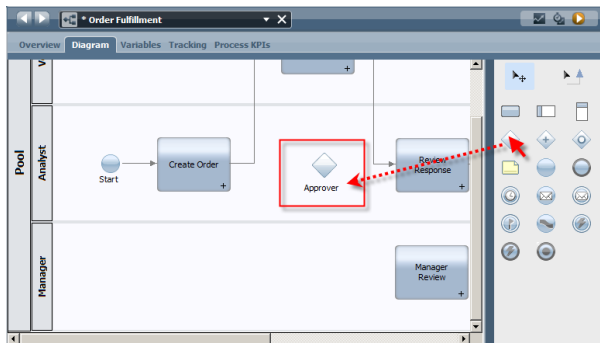 * Order Fulfillment
Overview Diagram Variables Tracking Process KPIs
Pool
Analyst
Start
Create Order
Approver
Review
Response
Manager
Manager
Review